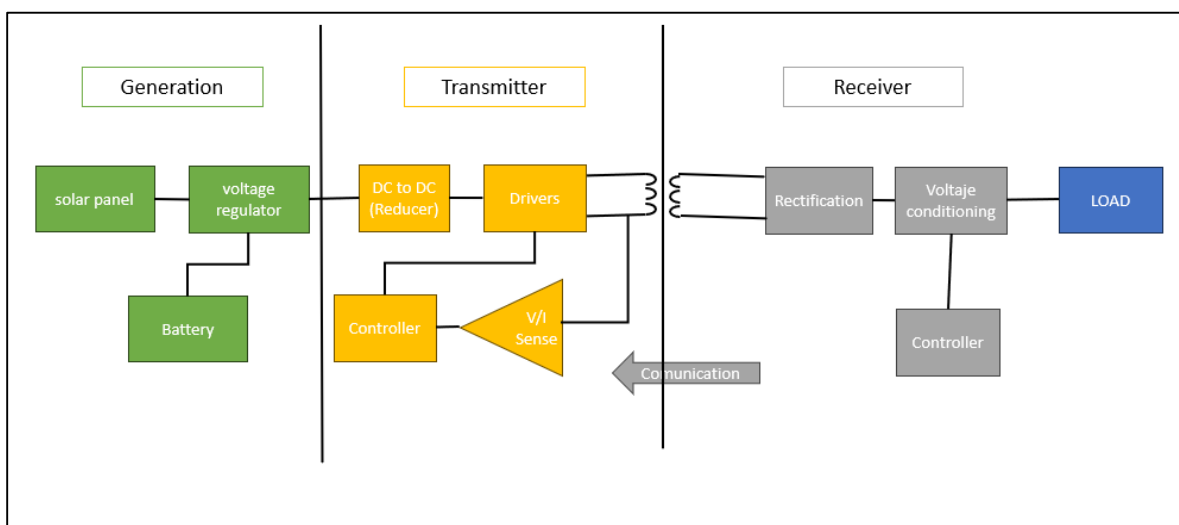 Generation
Transmitter
Receiver
solar panel
voltage
regulator
DC to DC
(Reducer)
Drivers
Rectification
Voltaje
conditioning
LOAD
Battery
Controller
V/I
Sense
Controller
Comunication